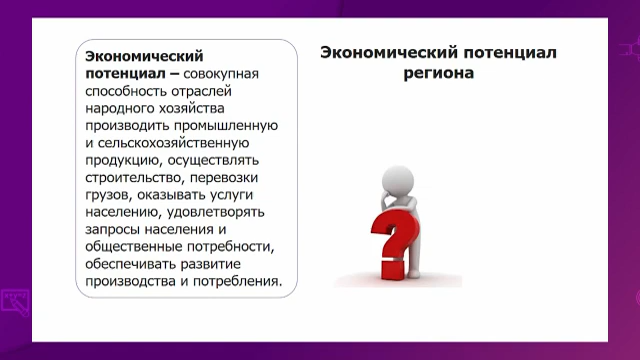 Экономический
потенциал – совокупная
способность отраслей
народного хозяйства
производить промышленную
и сельскохозяйственную
продукцию, осуществлять
строительство, перевозки
грузов, оказывать услуги
населению, удовлетворять
запросы населения и
общественные потребности,
обеспечивать развитие
производства и потребления.
Экономический потенциал
региона
?